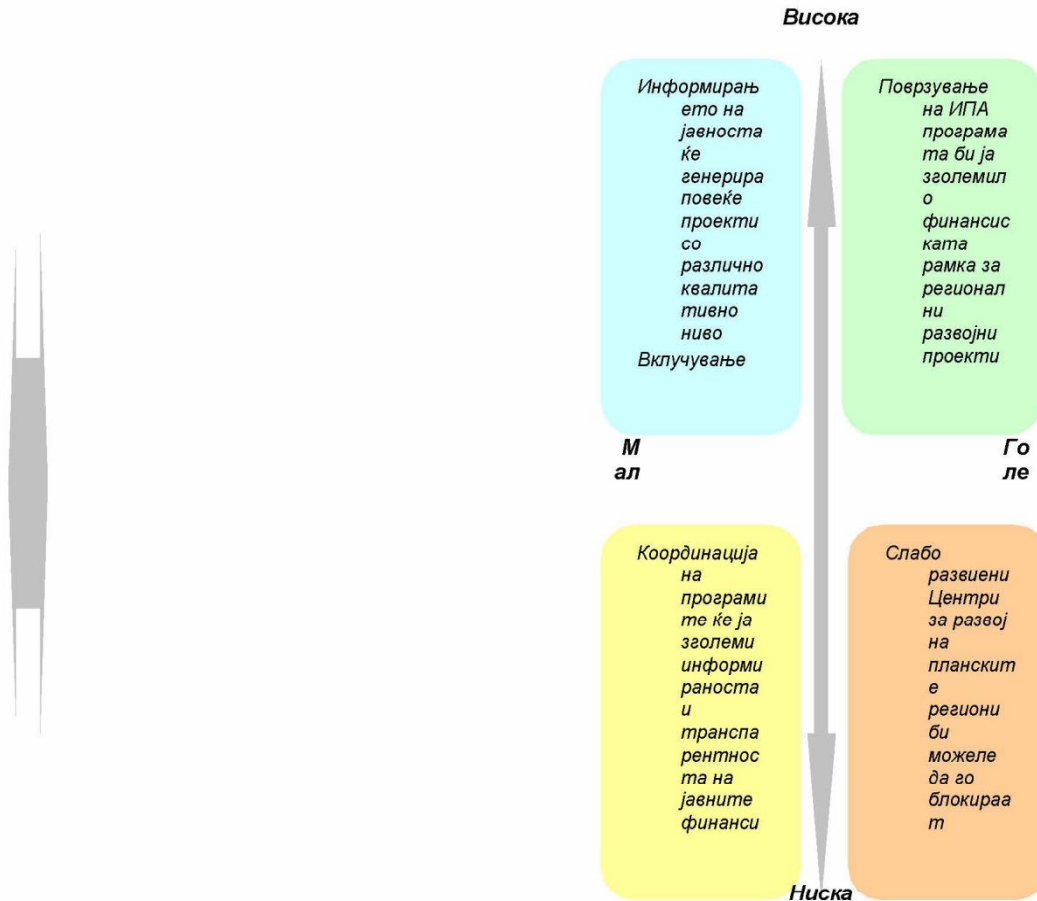 Висока
Информирањ
ето на
јавноста
ќе
генерира
повеќе
проекти
со
различно
квалита
тивно
ниво
Вклучување
Поврзување
на ИПА
програма
та би ја
зголемил
о
финансис
ката
рамка за
регионал
ни
развојни
проекти
М
ал
Го
ле
Координација
на
програми
те ќе ја
зголеми
информи
раноста
и
транспа
рентнос
та на
јавните
финанси
Слабо
развиени
Центри
за развој
на
планскит
е
региони
би
можеле
да го
блокираа
т
Ниска